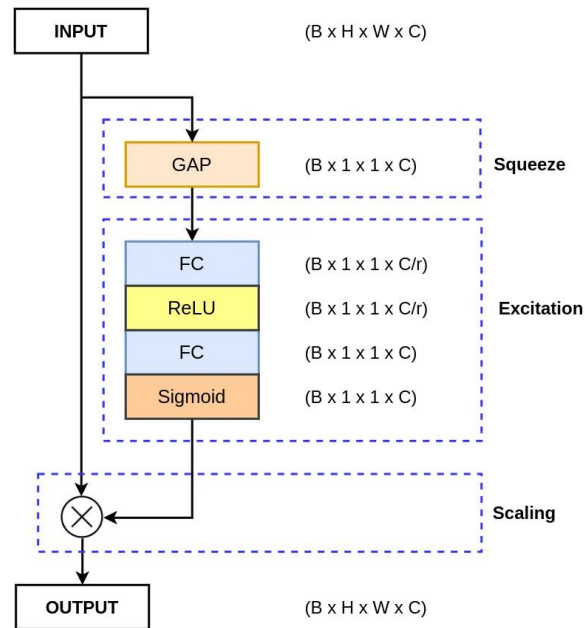 INPUT (B x H x W x C)
GAP (B x 1 x 1 x C) Squeeze
FC (B x 1 x 1 x C/r)
ReLU (B x 1 x 1 x C/r) Excitation
FC (B x 1 x 1 x C)
Sigmoid (B x 1 x 1 x C)
Scaling
OUTPUT (B x H x W x C)